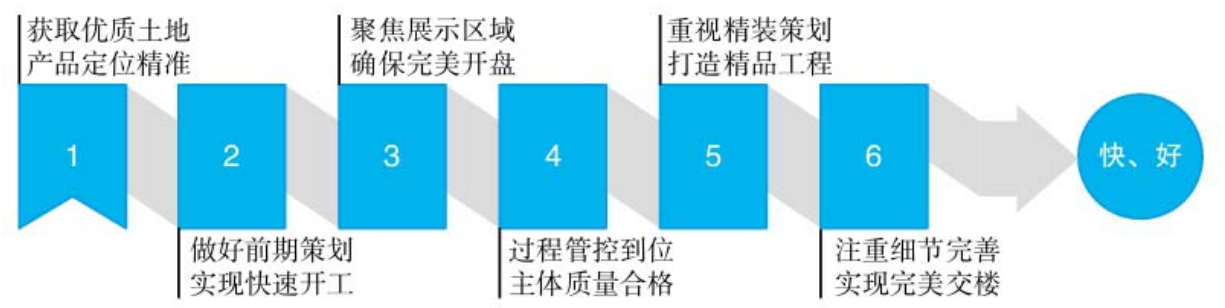 获取优质土地
产品定位精准
聚焦展示区域
确保完美开盘
重视精装策划
打造精品工程
1
2
3
4
5
6
快、好
做好前期策划
实现快速开工
过程管控到位
主体质量合格
注重细节完善
实现完美交楼